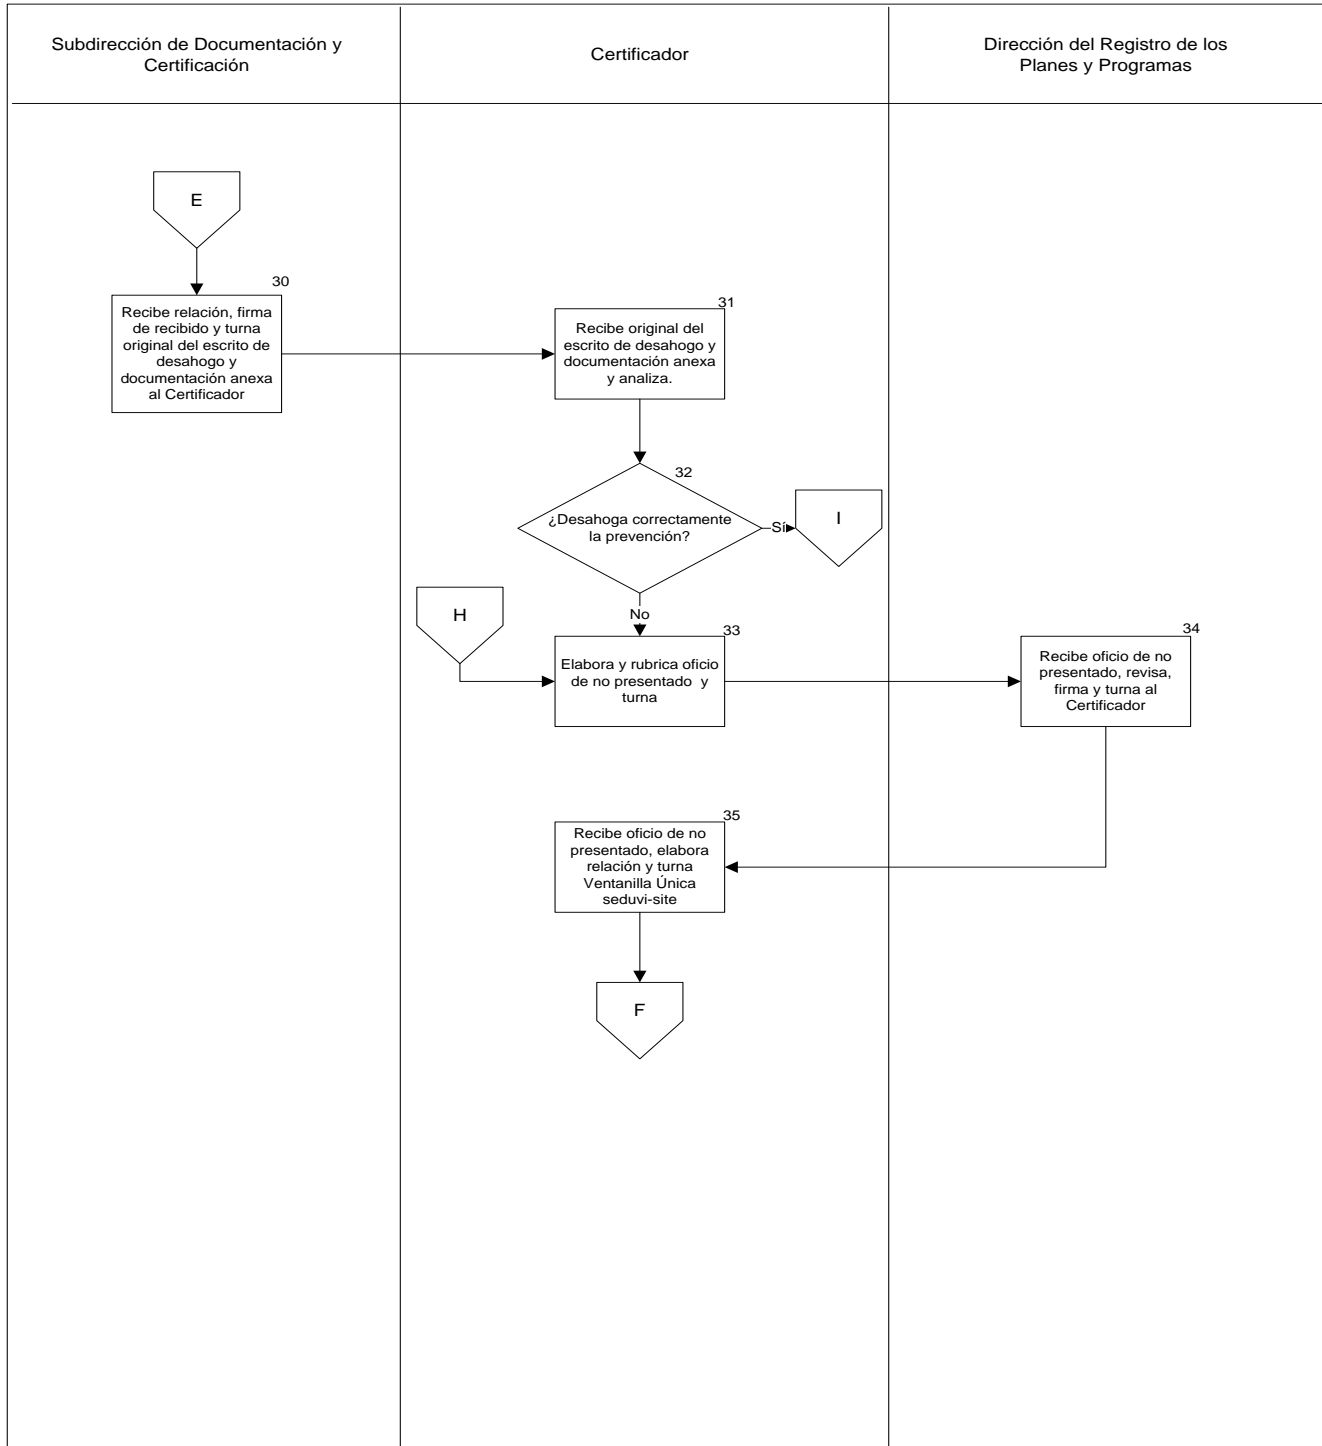 Subdirección de Documentación y
Certificación
Certificador
Dirección del Registro de los
Planes y Programas
E
30
Recibe relación, firma
de recibido y turna
original del escrito de
desahogo y
documentación anexa
al Certificador
31
Recibe original del
escrito de desahogo y
documentación anexa
y analiza.
32
¿Desahoga correctamente
la prevención?
Sí
I
No
H
33
Elabora y rubrica oficio
de no presentado y
turna
34
Recibe oficio de no
presentado, revisa,
firma y turna al
Certificador
35
Recibe oficio de no
presentado, elabora
relación y turna
Ventanilla Única
seduvi-site
F